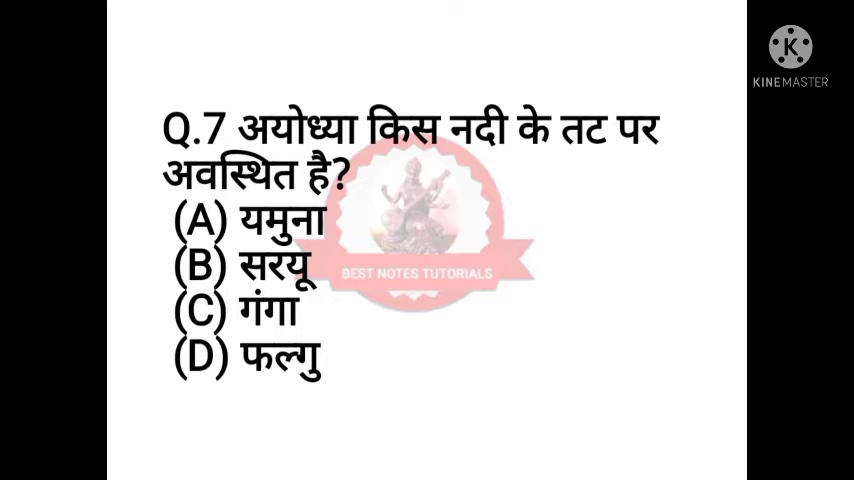 KINEMASTER
Q.7 अयोध्या किस नदी के तट पर
अवस्थित है?
(A) यमुना
(B) सरयू
BEST NOTES TUTORIALS
(C) गंगा
(D) फल्गु